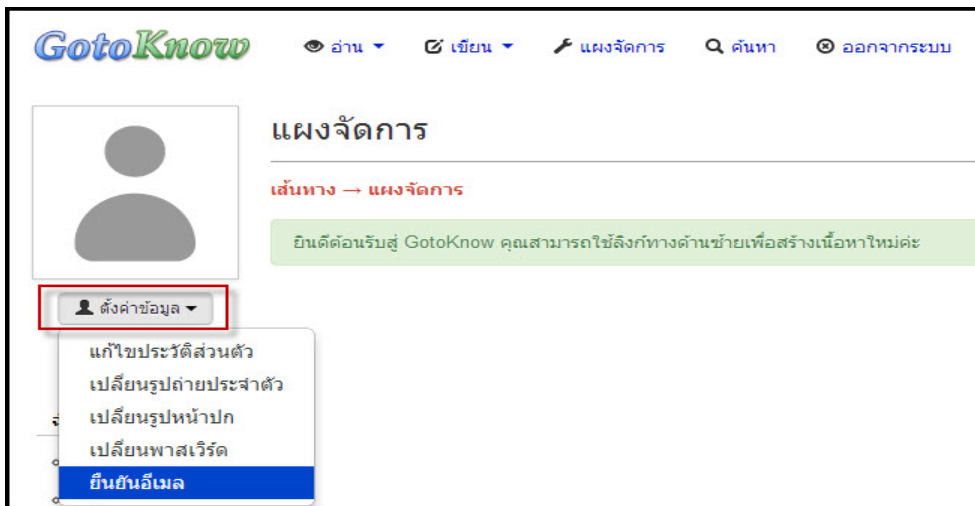 GotoKnow
อ่าน เขียน แผงจัดการ ค้นหา ออกจากระบบ
แผงจัดการ
เส้นทาง → แผงจัดการ
ยินดีต้อนรับสู่ GotoKnow คุณสามารถใช้ลิงก์ทางด้านซ้ายเพื่อสร้างเนื้อหาใหม่ค่ะ
ตั้งค่าข้อมูล
แก้ไขประวัติส่วนตัว
เปลี่ยนรูปถ่ายประจำตัว
เปลี่ยนรูปหน้าปก
เปลี่ยนพาสเวิร์ด
ยืนยันอีเมล